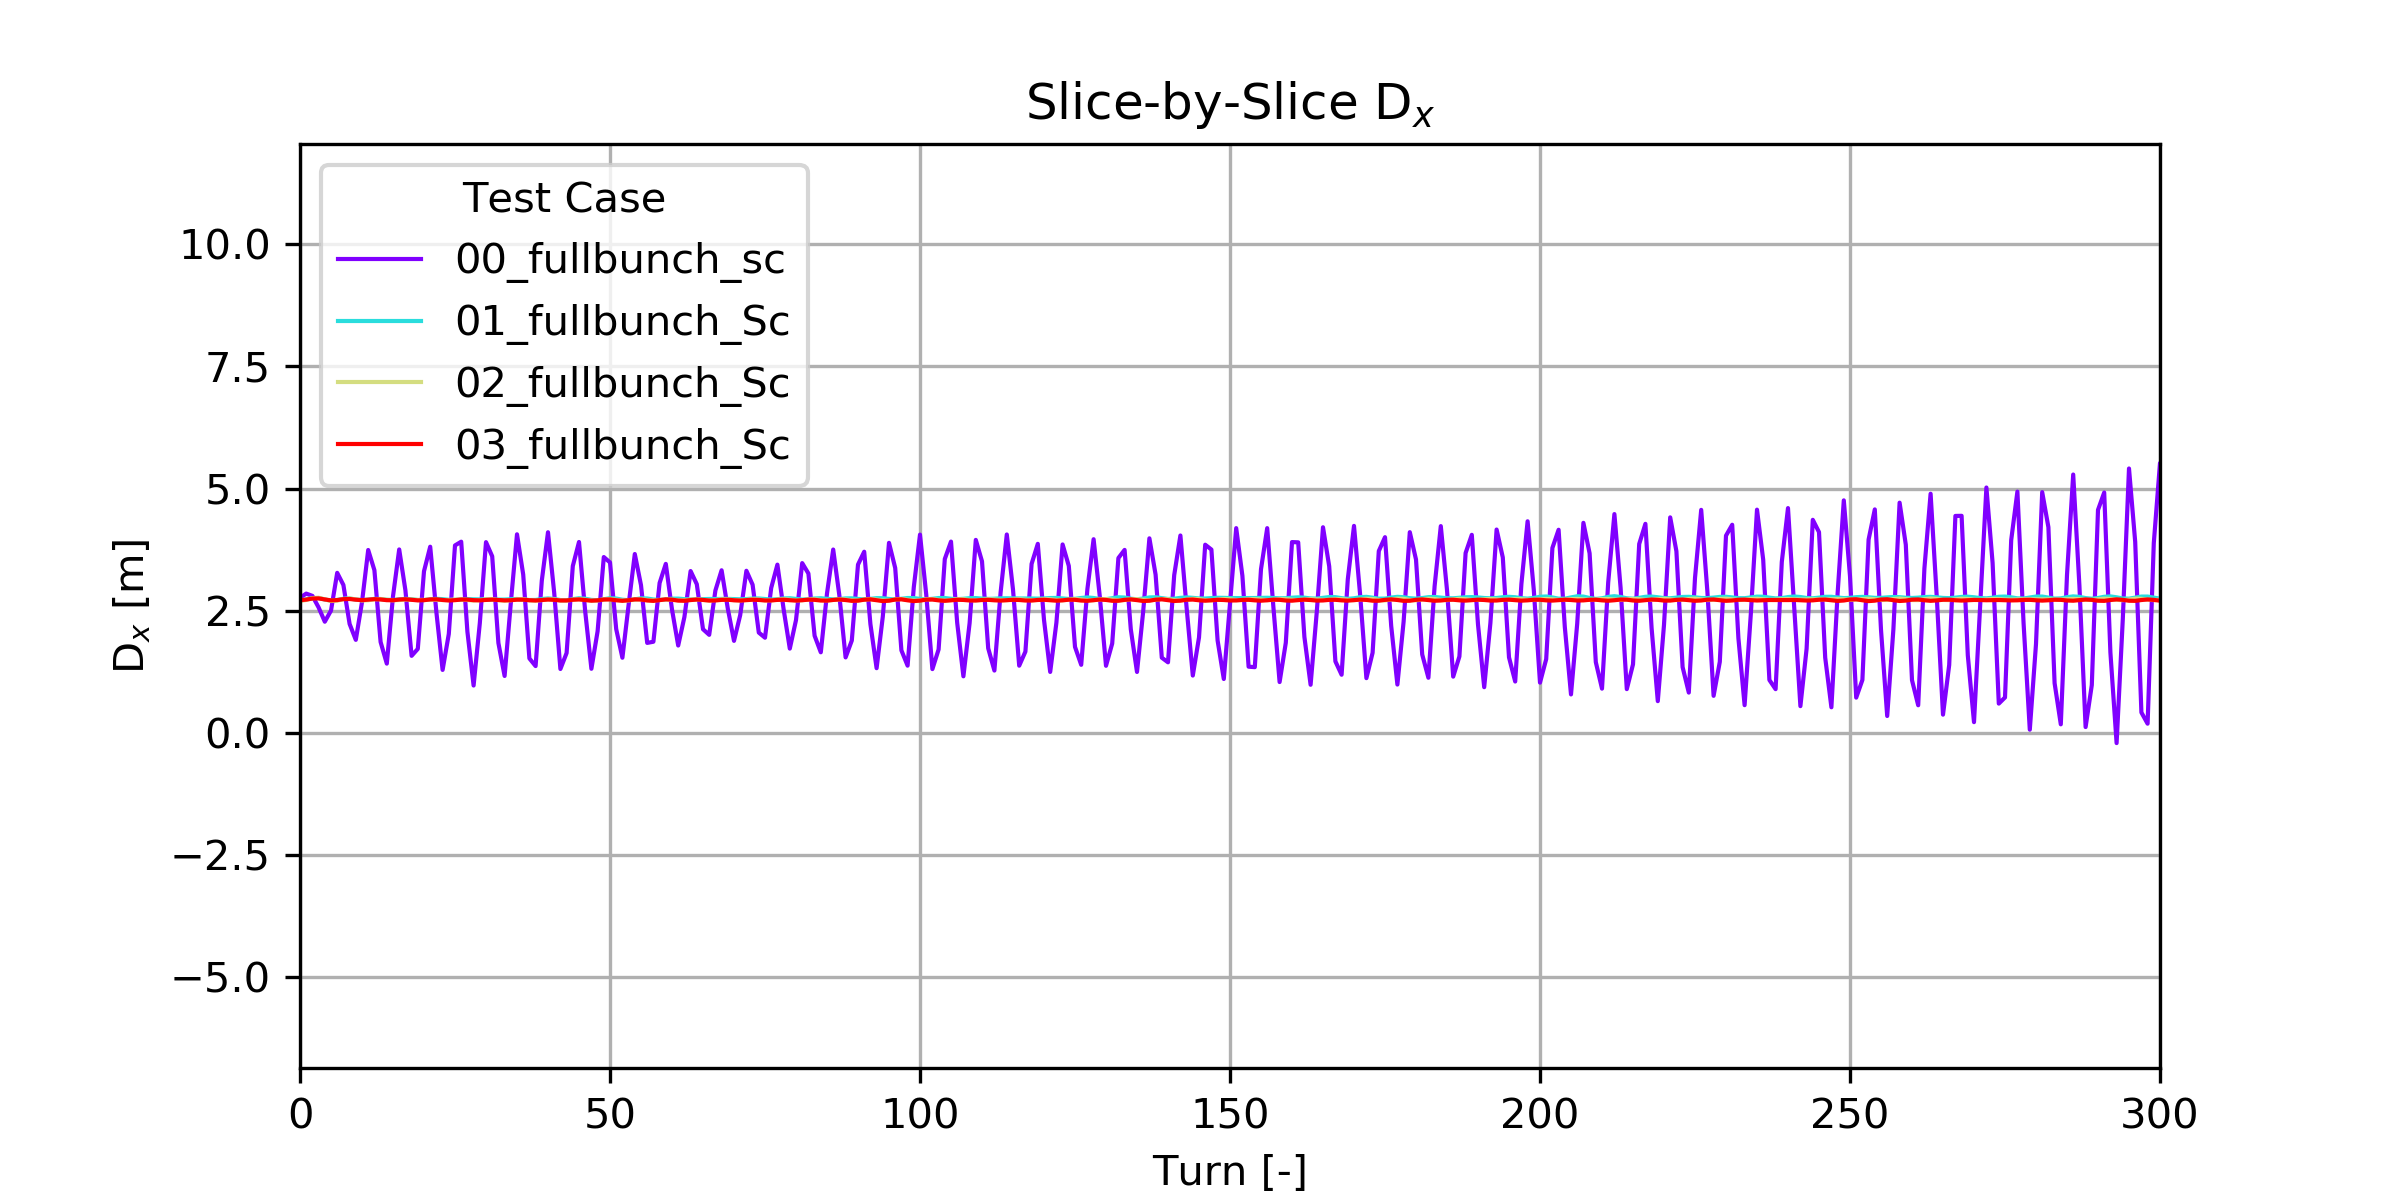 Slice-by-Slice Dₓ
Test Case
00_fullbunch_sc
01_fullbunch_Sc
02_fullbunch_Sc
03_fullbunch_Sc
10.0
7.5
5.0
2.5
0.0
−2.5
−5.0
Dₓ [m]
0 50 100 150 200 250 300
Turn [-]